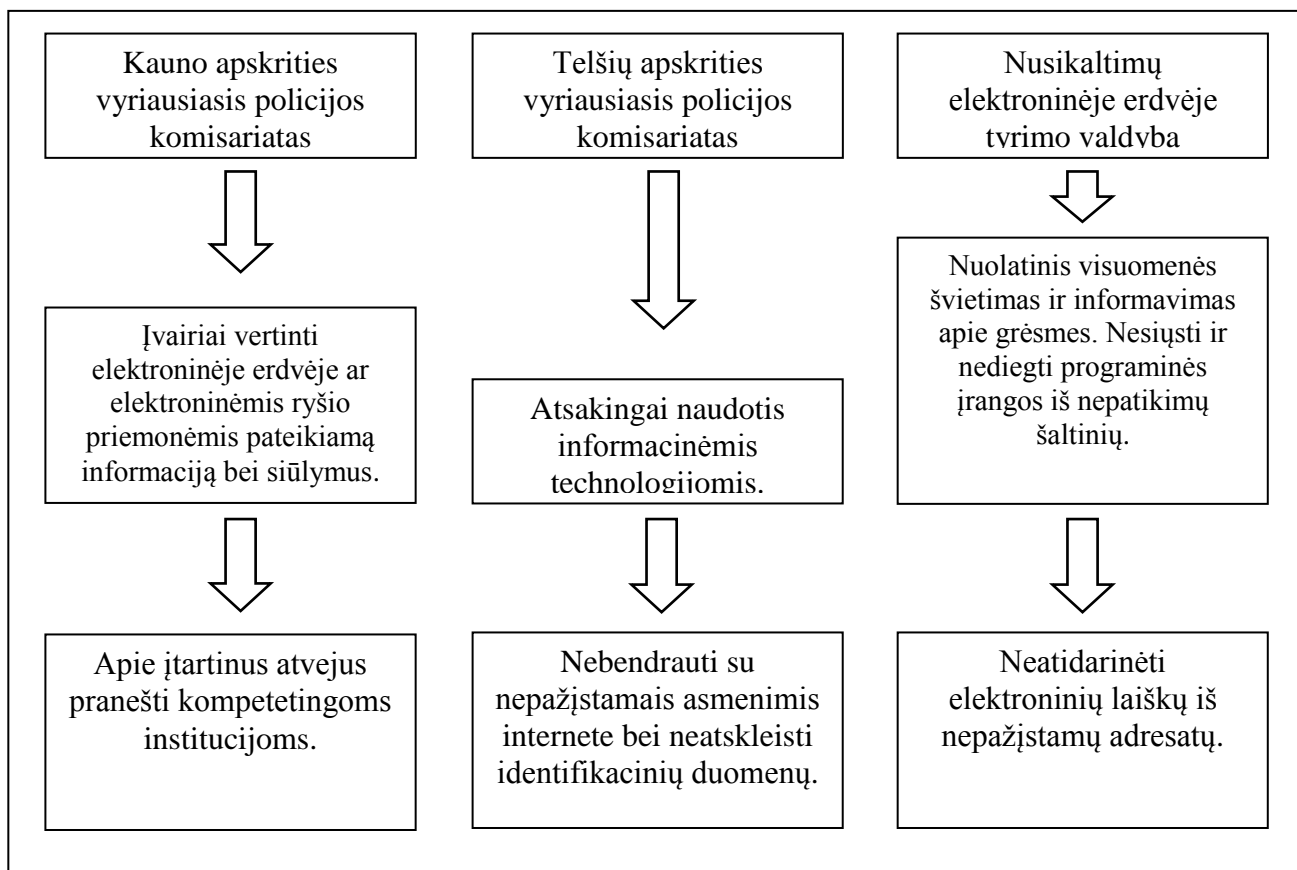 Kauno apskrities
vyriausiasis policijos
komisariatas
Telšių apskrities
vyriausiasis policijos
komisariatas
Nusikaltimų
elektroninėje erdvėje
tyrimo valdyba
Įvairiai vertinti
elektroninėje erdvėje ar
elektroninėmis ryšio
priemonėmis pateikiamą
informaciją bei siūlymus.
Atsakingai naudotis
informacinėmis
technologijomis.
Nuolatinis visuomenės
švietimas ir informavimas
apie grėsmes. Nesiųsti ir
nediegti programinės
įrangos iš nepatikimų
šaltinių.
Apie įtartinus atvejus
pranešti kompetetingoms
institucijoms.
Nebendrauti su
nepažįstamais asmenimis
internete bei neatskleisti
identifikacinių duomenų.
Neatidarinėti
elektroninių laiškų iš
nepažįstamų adresatų.